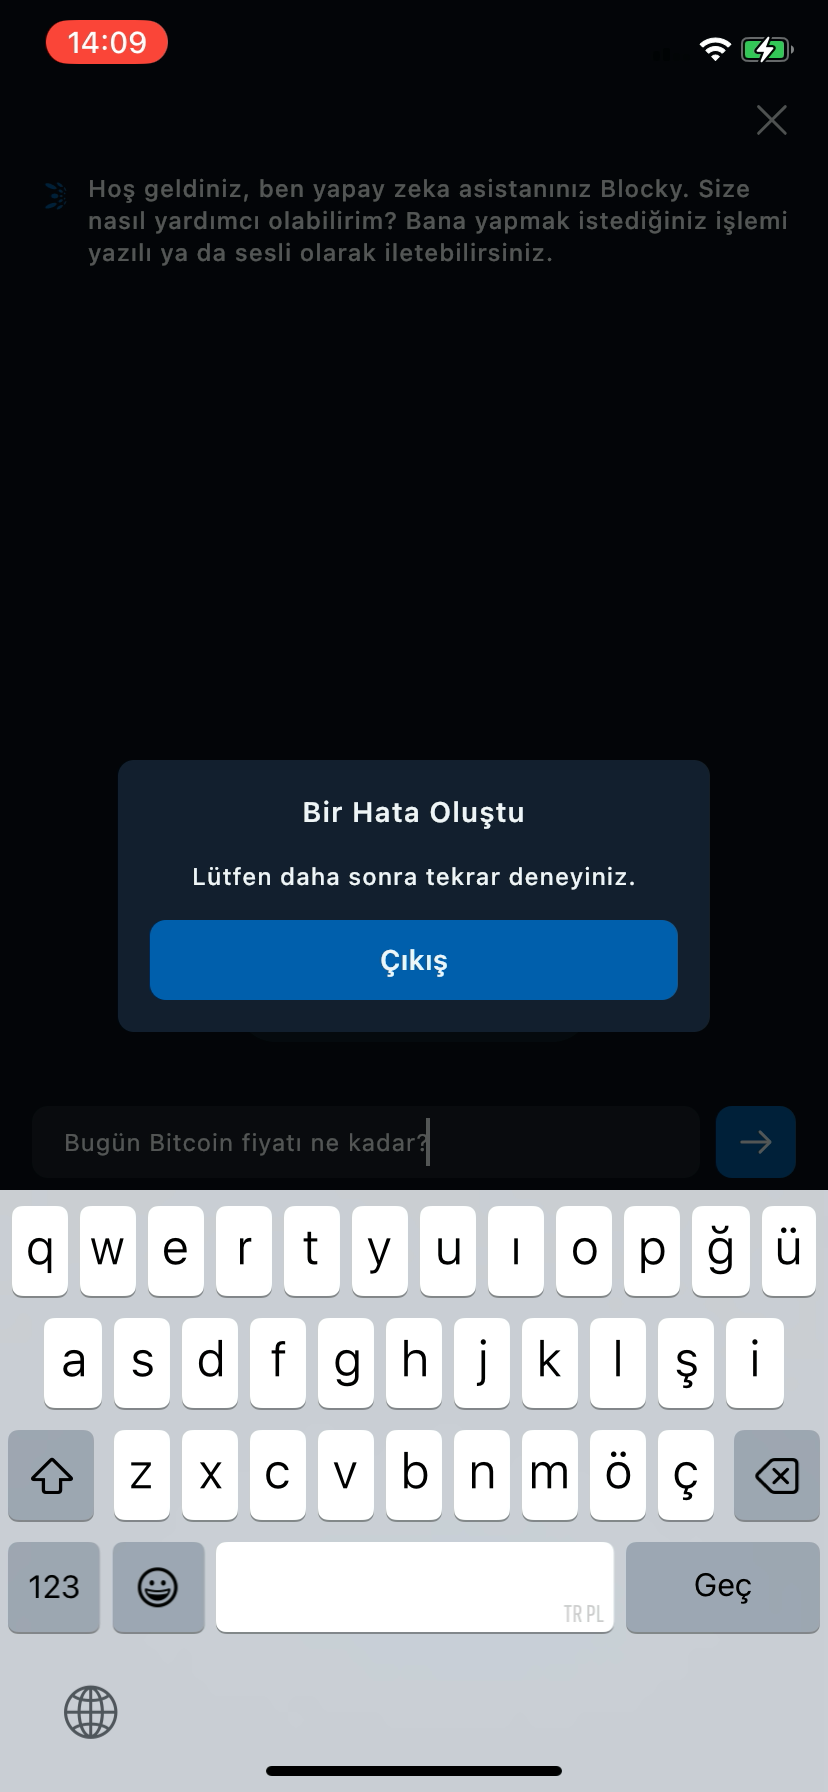 14:09
Hoş geldiniz, ben yapay zeka asistanınız Blocky. Size
nasıl yardımcı olabilirim? Bana yapmak istediğiniz işlemi
yazılı ya da sesli olarak iletebilirsiniz.
Bir Hata Oluştu
Lütfen daha sonra tekrar deneyiniz.
Çıkış
Bugün Bitcoin fiyatı ne kadar?
q w e r t y u ı o p ğ ü
a s d f g h j k l ş i
z x c v b n m ö ç
123
TR PL
Geç